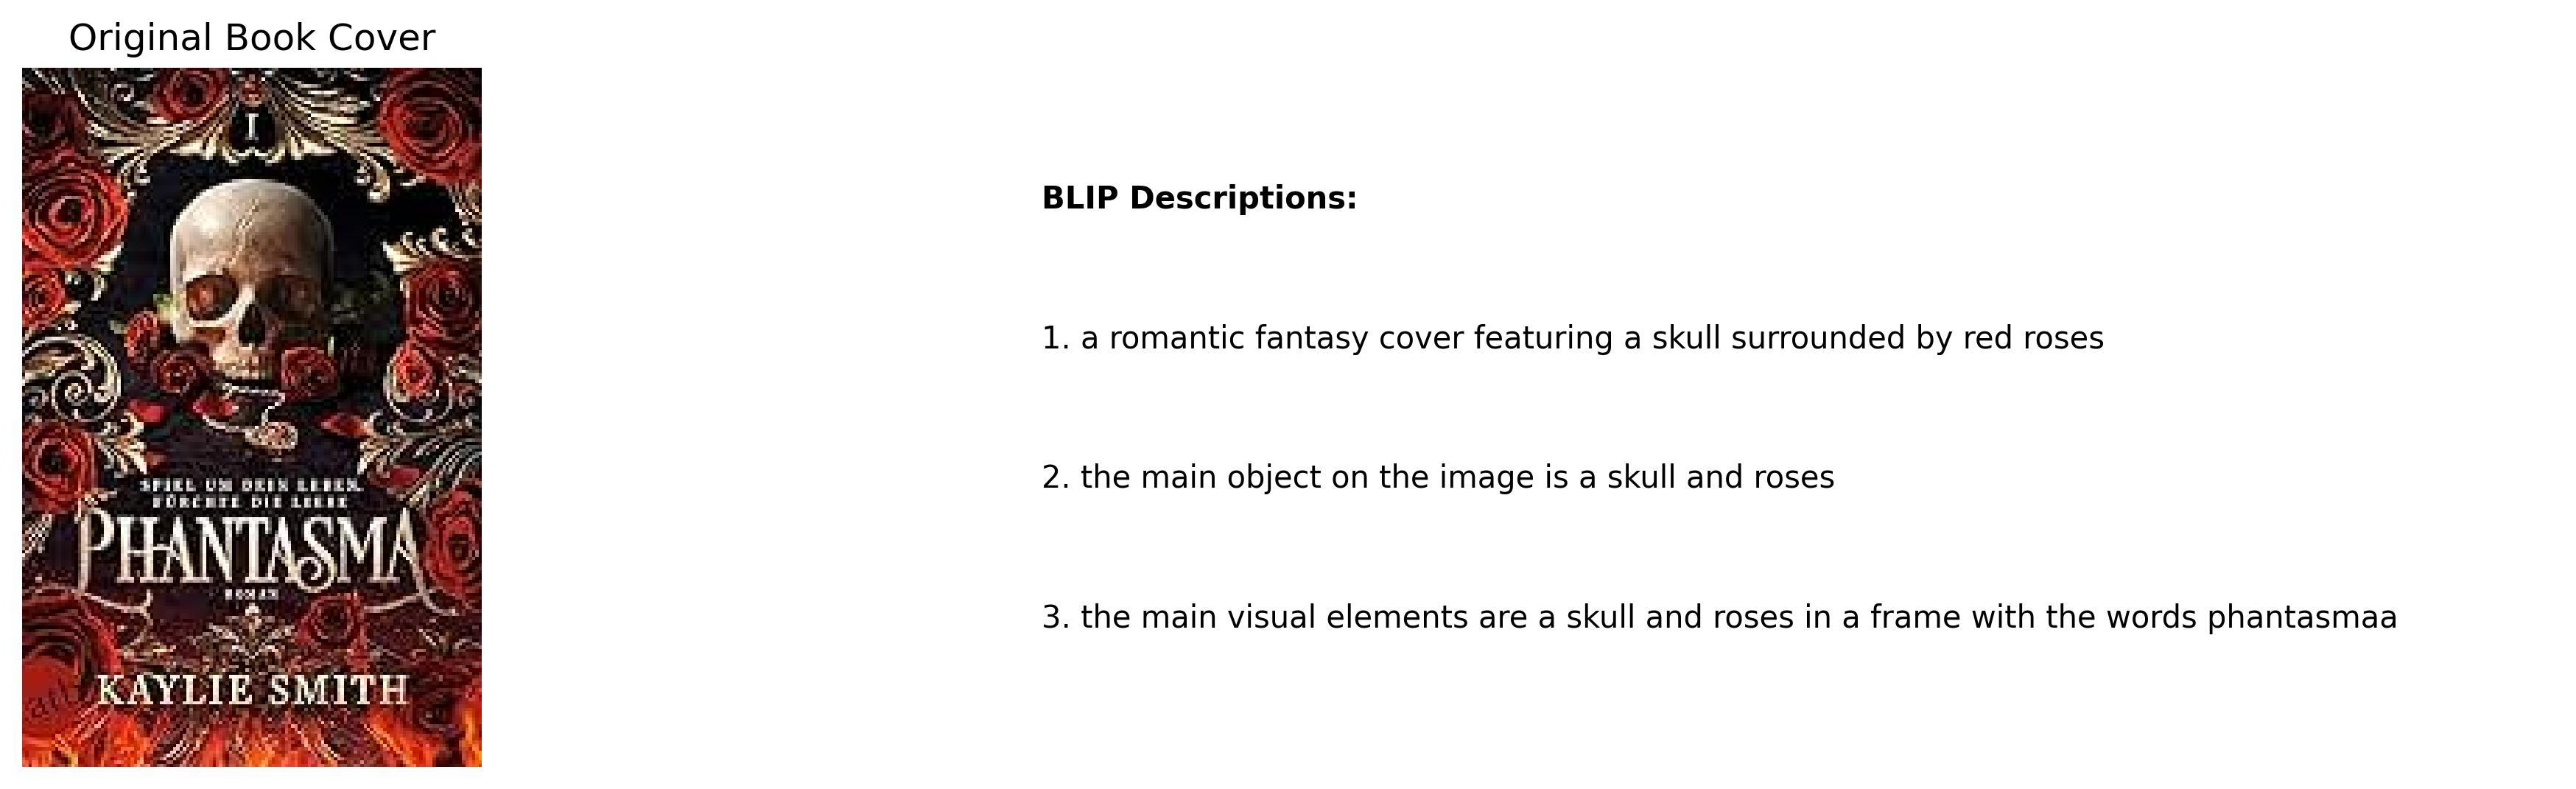 Original Book Cover
I
SPIEL UM DEIN LEBEN.
FÜRCHTE DIE LIEBE
PHANTASMA
ROMAN
KAYLIE SMITH
BLIP Descriptions:
1. a romantic fantasy cover featuring a skull surrounded by red roses
2. the main object on the image is a skull and roses
3. the main visual elements are a skull and roses in a frame with the words phantasmaa